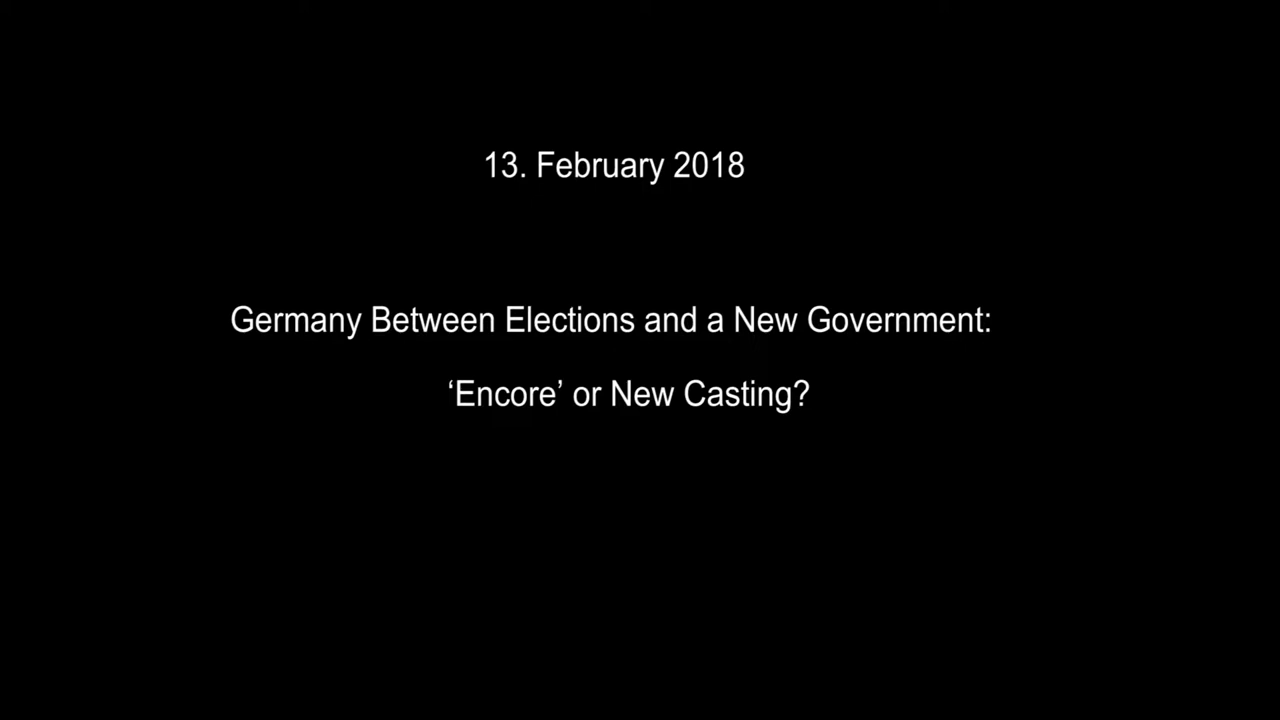 13. February 2018
Germany Between Elections and a New Government:
‘Encore’ or New Casting?